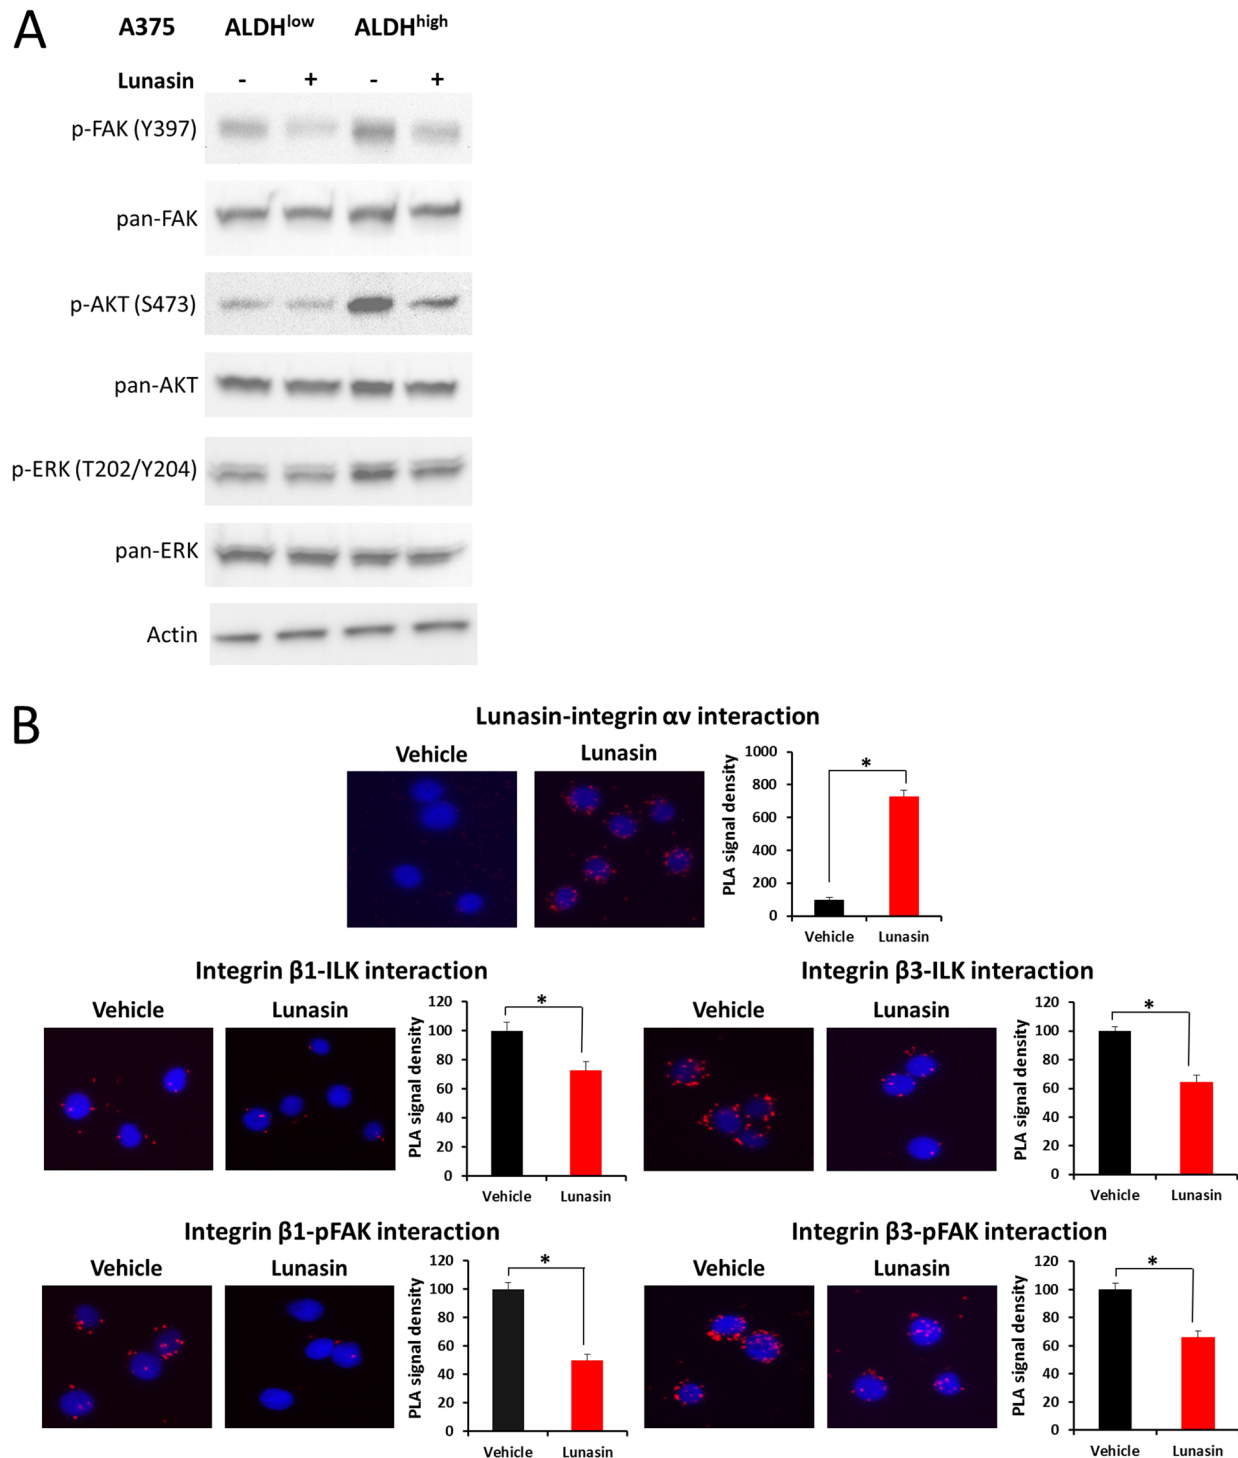 A
A375 ALDHlow ALDHhigh
Lunasin - + - +
p-FAK (Y397)
pan-FAK
p-AKT (S473)
pan-AKT
p-ERK (T202/Y204)
pan-ERK
Actin
B
Lunasin-integrin αv interaction
Vehicle Lunasin
PLA signal density
1000
800
600
400
200
0
*
Vehicle Lunasin
Integrin β1-ILK interaction
Vehicle Lunasin
PLA signal density
120
100
80
60
40
20
0
*
Vehicle Lunasin
Integrin β3-ILK interaction
Vehicle Lunasin
PLA signal density
120
100
80
60
40
20
0
*
Vehicle Lunasin
Integrin β1-pFAK interaction
Vehicle Lunasin
PLA signal density
120
100
80
60
40
20
0
*
Vehicle Lunasin
Integrin β3-pFAK interaction
Vehicle Lunasin
PLA signal density
120
100
80
60
40
20
0
*
Vehicle Lunasin